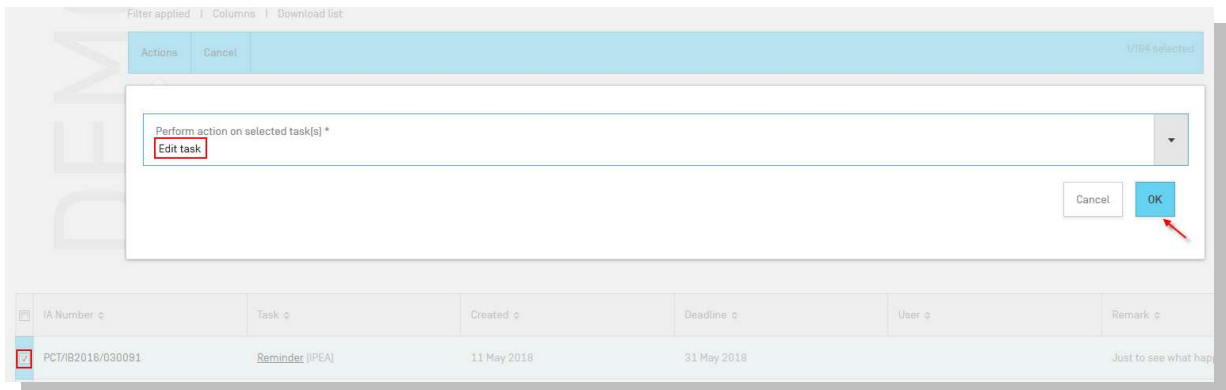 Filter applied | Columns | Download list
Actions Cancel 1/194 selected
DEM
Perform action on selected task(s) *
Edit task
Cancel OK
IA Number Task Created Deadline User Remark
PCT/IB2018/030091 Reminder (IPEA) 11 May 2018 31 May 2018 Just to see what hap